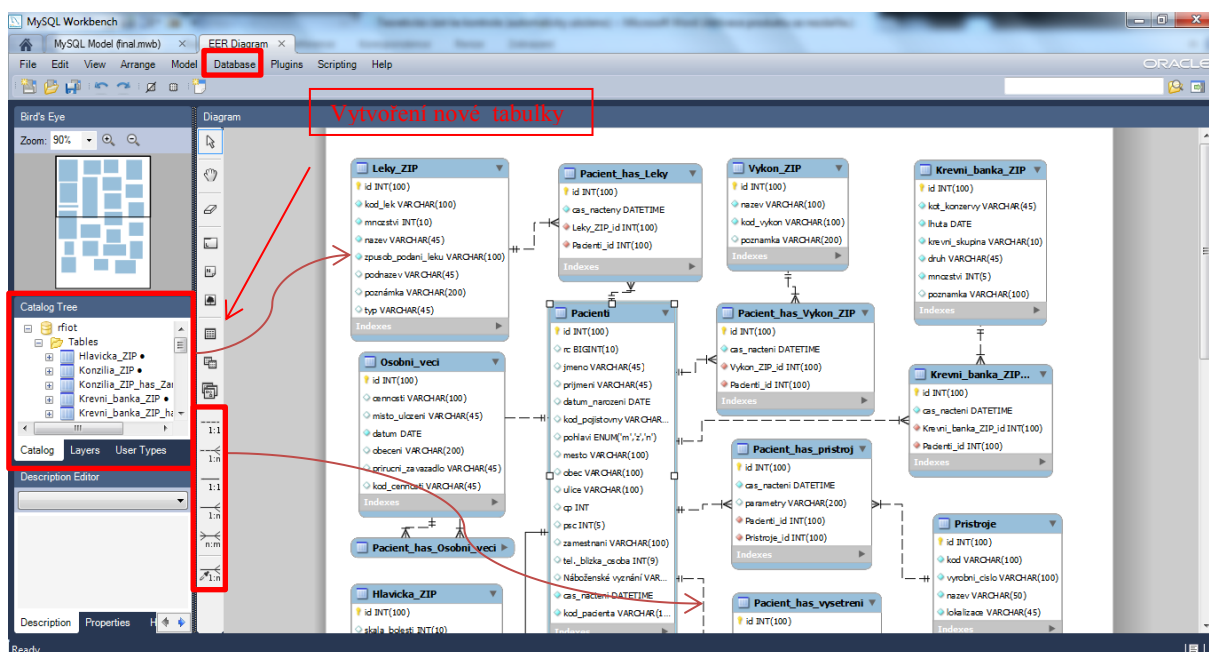 MySQL Workbench
MySQL Model (final.mwb) ×
EER Diagram ×
File Edit View Arrange Model Database Plugins Scripting Help
ORACLE
Bird's Eye
Zoom: 90%
Diagram
Vytvoření nové tabulky
Catalog Tree
rfiot
Tables
Hlavicka_ZIP
Konzilia_ZIP
Konzilia_ZIP_has_Zar
Krevni_banka_ZIP
Krevni_banka_ZIP_ha
Catalog Layers User Types
Description Editor
Description Properties H
Ready
1:1
1:n
1:1
1:n
n:m
1:n
Leky_ZIP
id INT(100)
kod_lek VARCHAR(100)
mnozstvi INT(10)
nazev VARCHAR(45)
zpusob_podani_leku VARCHAR(100)
podnazev VARCHAR(45)
poznámka VARCHAR(200)
typ VARCHAR(45)
Indexes
Pacient_has_Leky
id INT(100)
cas_nacteny DATETIME
Leky_ZIP_id INT(100)
Pacienti_id INT(100)
Indexes
Vykon_ZIP
id INT(100)
nazev VARCHAR(100)
kod_vykon VARCHAR(100)
poznamka VARCHAR(200)
Indexes
Krevni_banka_ZIP
id INT(100)
kot_konzervy VARCHAR(45)
lhuta DATE
krevni_skupina VARCHAR(10)
druh VARCHAR(45)
mnozstvi INT(5)
poznamka VARCHAR(100)
Indexes
Osobni_veci
id INT(100)
cennosti VARCHAR(100)
misto_ulozeni VARCHAR(45)
datum DATE
obeceni VARCHAR(200)
prirucni_zavazadlo VARCHAR(45)
kod_cennosti VARCHAR(45)
Indexes
Pacienti
id INT(100)
rc BIGINT(10)
jmeno VARCHAR(45)
prijmeni VARCHAR(45)
datum_narozeni DATE
kod_pojistovny VARCHAR...
pohlavi ENUM('m','z','n')
mesto VARCHAR(100)
obec VARCHAR(100)
ulice VARCHAR(100)
cp INT
psc INT(5)
zamestnani VARCHAR(100)
tel._blizka_osoba INT(9)
Náboženské vyznání VAR...
cas_nacteni DATETIME
kod_pacienta VARCHAR(1...
Indexes
Pacient_has_Vykon_ZIP
id INT(100)
cas_nacteni DATETIME
Vykon_ZIP_id INT(100)
Pacienti_id INT(100)
Indexes
Krevni_banka_ZIP...
id INT(100)
cas_nacteni DATETIME
Krevni_banka_ZIP_id INT(100)
Pacienti_id INT(100)
Indexes
Pacient_has_pristroj
id INT(100)
cas_nacteni DATETIME
parametry VARCHAR(200)
Pacienti_id INT(100)
Pristroje_id INT(100)
Indexes
Pacient_has_Osobni_veci
Pristroje
id INT(100)
kod VARCHAR(100)
vyrobni_cislo VARCHAR(100)
nazev VARCHAR(50)
lokalizace VARCHAR(45)
Indexes
Hlavicka_ZIP
id INT(100)
skala_bolesti INT(10)
Pacient_has_vysetreni
id INT(100)